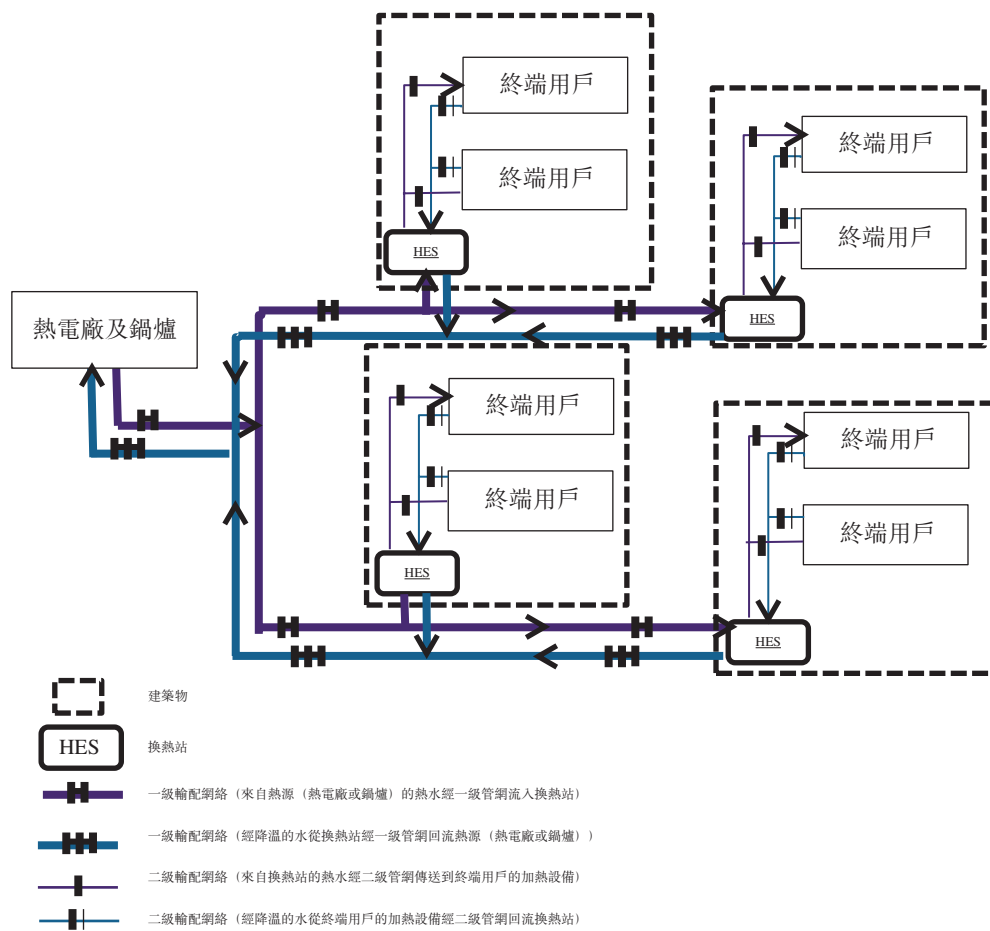 終端用戶
終端用戶
終端用戶
終端用戶
HES
HES
熱電廠及鍋爐
終端用戶
終端用戶
終端用戶
終端用戶
HES
HES
建築物
HES
換熱站
一級輸配網絡（來自熱源（熱電廠或鍋爐）的熱水經一級管網流入換熱站）
一級輸配網絡（經降溫的水從換熱站經一級管網回流熱源（熱電廠或鍋爐））
二級輸配網絡（來自換熱站的熱水經二級管網傳送到終端用戶的加熱設備）
二級輸配網絡（經降溫的水從終端用戶的加熱設備經二級管網回流換熱站）